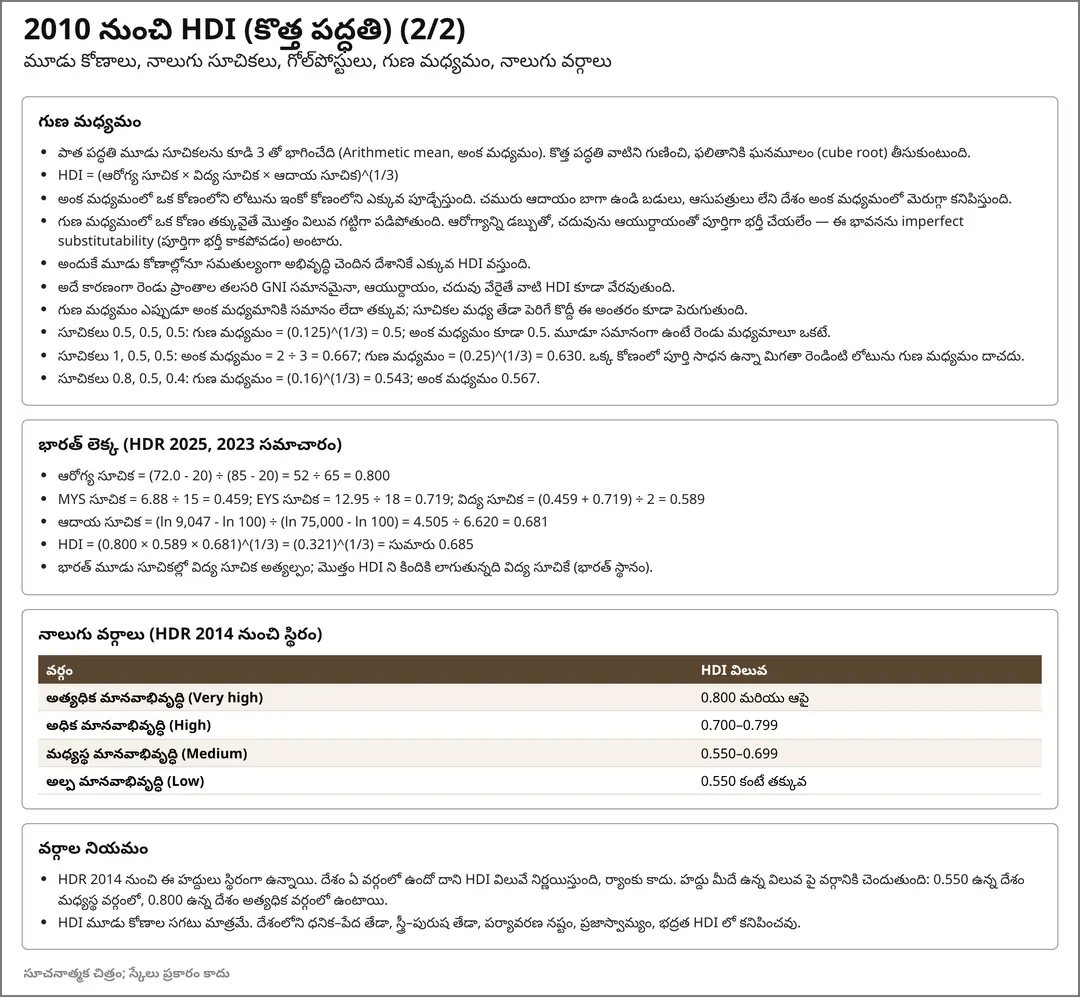 2010 నుంచి HDI (కొత్త పద్ధతి) (2/2)
మూడు కోణాలు, నాలుగు సూచికలు, గోల్‌పోస్టులు, గుణ మధ్యమం, నాలుగు వర్గాలు
గుణ మధ్యమం
• పాత పద్ధతి మూడు సూచికలను కూడి 3 తో భాగించేది (Arithmetic mean, అంక మధ్యమం). కొత్త పద్ధతి వాటిని గుణించి, ఫలితానికి ఘనమూలం (cube root) తీసుకుంటుంది.
• HDI = (ఆరోగ్య సూచిక × విద్య సూచిక × ఆదాయ సూచిక)^(1/3)
• అంక మధ్యమంలో ఒక కోణంలోని లోటును ఇంకో కోణంలోని ఎక్కువ పూడ్చేస్తుంది. చమురు ఆదాయం బాగా ఉండి బడులు, ఆసుపత్రులు లేని దేశం అంక మధ్యమంలో మెరుగ్గా కనిపిస్తుంది.
• గుణ మధ్యమంలో ఒక కోణం తక్కువైతే మొత్తం విలువ గట్టిగా పడిపోతుంది. ఆరోగ్యాన్ని డబ్బుతో, చదువును ఆయుర్దాయంతో పూర్తిగా భర్తీ చేయలేం — ఈ భావనను imperfect
substitutability (పూర్తిగా భర్తీ కాకపోవడం) అంటారు.
• అందుకే మూడు కోణాల్లోనూ సమతుల్యంగా అభివృద్ధి చెందిన దేశానికే ఎక్కువ HDI వస్తుంది.
• అదే కారణంగా రెండు ప్రాంతాల తలసరి GNI సమానమైనా, ఆయుర్దాయం, చదువు వేరైతే వాటి HDI కూడా వేరవుతుంది.
• గుణ మధ్యమం ఎప్పుడూ అంక మధ్యమానికి సమానం లేదా తక్కువ; సూచికల మధ్య తేడా పెరిగే కొద్దీ ఈ అంతరం కూడా పెరుగుతుంది.
• సూచికలు 0.5, 0.5, 0.5: గుణ మధ్యమం = (0.125)^(1/3) = 0.5; అంక మధ్యమం కూడా 0.5. మూడూ సమానంగా ఉంటే రెండు మధ్యమాలూ ఒకటే.
• సూచికలు 1, 0.5, 0.5: అంక మధ్యమం = 2 ÷ 3 = 0.667; గుణ మధ్యమం = (0.25)^(1/3) = 0.630. ఒక్క కోణంలో పూర్తి సాధన ఉన్నా మిగతా రెండింటి లోటును గుణ మధ్యమం దాచదు.
• సూచికలు 0.8, 0.5, 0.4: గుణ మధ్యమం = (0.16)^(1/3) = 0.543; అంక మధ్యమం 0.567.
భారత్ లెక్క (HDR 2025, 2023 సమాచారం)
• ఆరోగ్య సూచిక = (72.0 - 20) ÷ (85 - 20) = 52 ÷ 65 = 0.800
• MYS సూచిక = 6.88 ÷ 15 = 0.459; EYS సూచిక = 12.95 ÷ 18 = 0.719; విద్య సూచిక = (0.459 + 0.719) ÷ 2 = 0.589
• ఆదాయ సూచిక = (ln 9,047 - ln 100) ÷ (ln 75,000 - ln 100) = 4.505 ÷ 6.620 = 0.681
• HDI = (0.800 × 0.589 × 0.681)^(1/3) = (0.321)^(1/3) = సుమారు 0.685
• భారత్ మూడు సూచికల్లో విద్య సూచిక అత్యల్పం; మొత్తం HDI ని కిందికి లాగుతున్నది విద్య సూచికే (భారత్ స్థానం).
నాలుగు వర్గాలు (HDR 2014 నుంచి స్థిరం)
వర్గం HDI విలువ
అత్యధిక మానవాభివృద్ధి (Very high) 0.800 మరియు ఆపై
అధిక మానవాభివృద్ధి (High) 0.700–0.799
మధ్యస్థ మానవాభివృద్ధి (Medium) 0.550–0.699
అల్ప మానవాభివృద్ధి (Low) 0.550 కంటే తక్కువ
వర్గాల నియమం
• HDR 2014 నుంచి ఈ హద్దులు స్థిరంగా ఉన్నాయి. దేశం ఏ వర్గంలో ఉందో దాని HDI విలువే నిర్ణయిస్తుంది, ర్యాంకు కాదు. హద్దు మీదే ఉన్న విలువ పై వర్గానికి చెందుతుంది: 0.550 ఉన్న దేశం
మధ్యస్థ వర్గంలో, 0.800 ఉన్న దేశం అత్యధిక వర్గంలో ఉంటాయి.
• HDI మూడు కోణాల సగటు మాత్రమే. దేశంలోని ధనిక–పేద తేడా, స్త్రీ–పురుష తేడా, పర్యావరణ నష్టం, ప్రజాస్వామ్యం, భద్రత HDI లో కనిపించవు.
సూచనాత్మక చిత్రం; స్కేలు ప్రకారం కాదు